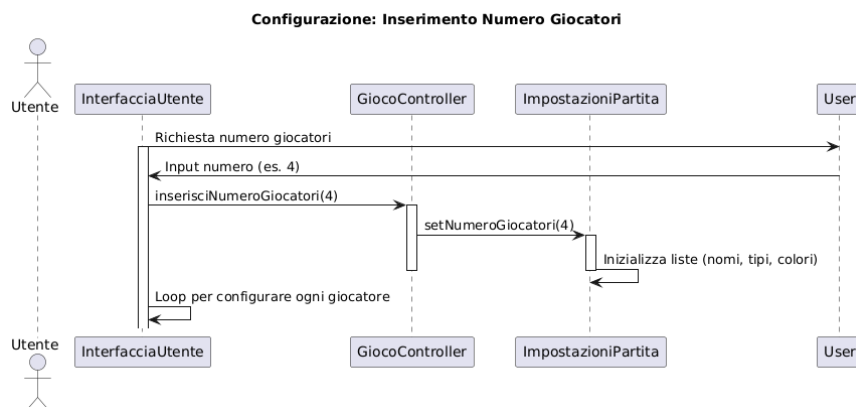 Configurazione: Inserimento Numero Giocatori
Utente
InterfacciaUtente
GiocoController
ImpostazioniPartita
User
Richiesta numero giocatori
Input numero (es. 4)
inserisciNumeroGiocatori(4)
setNumeroGiocatori(4)
Inizializza liste (nomi, tipi, colori)
Loop per configurare ogni giocatore
Utente
InterfacciaUtente
GiocoController
ImpostazioniPartita
User